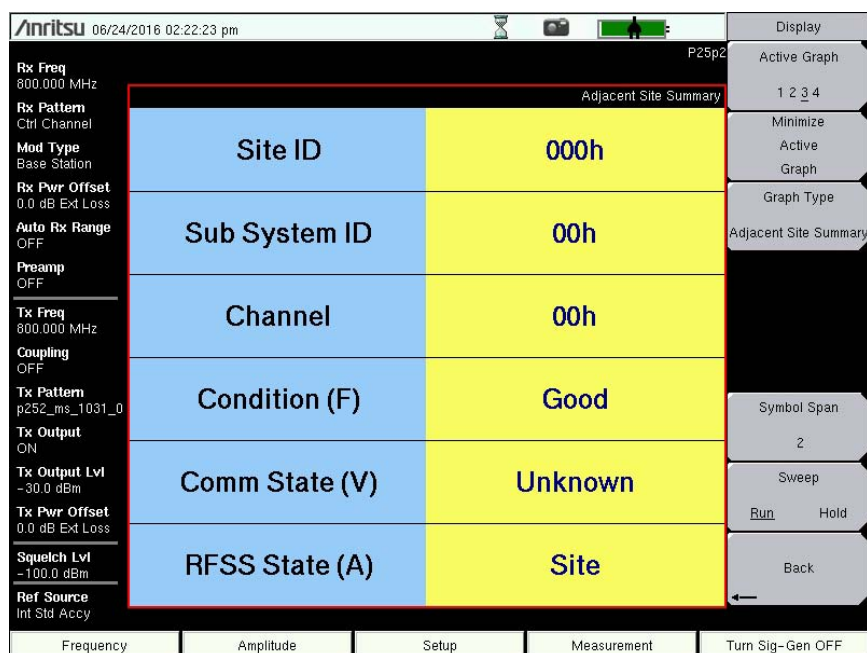 Anritsu 06/24/2016 02:22:23 pm
P25p2
Rx Freq
800.000 MHz
Rx Pattern
Ctrl Channel
Mod Type
Base Station
Rx Pwr Offset
0.0 dB Ext Loss
Auto Rx Range
OFF
Preamp
OFF
Tx Freq
800.000 MHz
Coupling
OFF
Tx Pattern
p252_ms_1031_0
Tx Output
ON
Tx Output Lvl
-30.0 dBm
Tx Pwr Offset
0.0 dB Ext Loss
Squelch Lvl
-100.0 dBm
Ref Source
Int Std Accy
Adjacent Site Summary
Site ID 000h
Sub System ID 00h
Channel 00h
Condition (F) Good
Comm State (V) Unknown
RFSS State (A) Site
Display
Active Graph
1 2 3 4
Minimize
Active
Graph
Graph Type
Adjacent Site Summary
Symbol Span
2
Sweep
Run Hold
Back
Frequency Amplitude Setup Measurement Turn Sig-Gen OFF